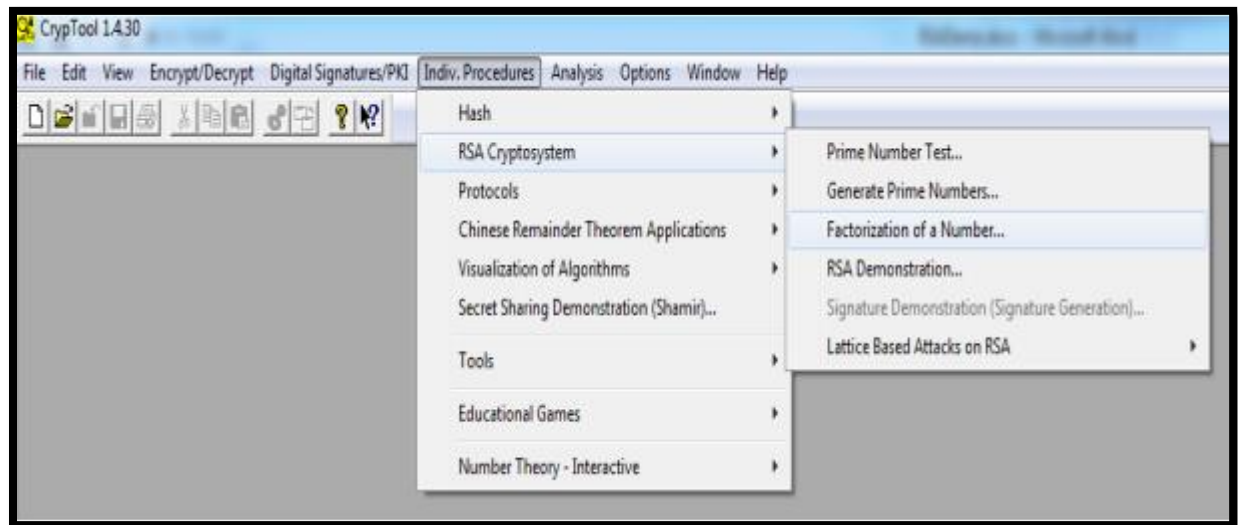 CrypTool 1.4.30
File Edit View Encrypt/Decrypt Digital Signatures/PKI Indiv. Procedures Analysis Options Window Help
Hash
RSA Cryptosystem
Protocols
Chinese Remainder Theorem Applications
Visualization of Algorithms
Secret Sharing Demonstration (Shamir)...
Tools
Educational Games
Number Theory - Interactive
Prime Number Test...
Generate Prime Numbers...
Factorization of a Number...
RSA Demonstration...
Signature Demonstration (Signature Generation)...
Lattice Based Attacks on RSA